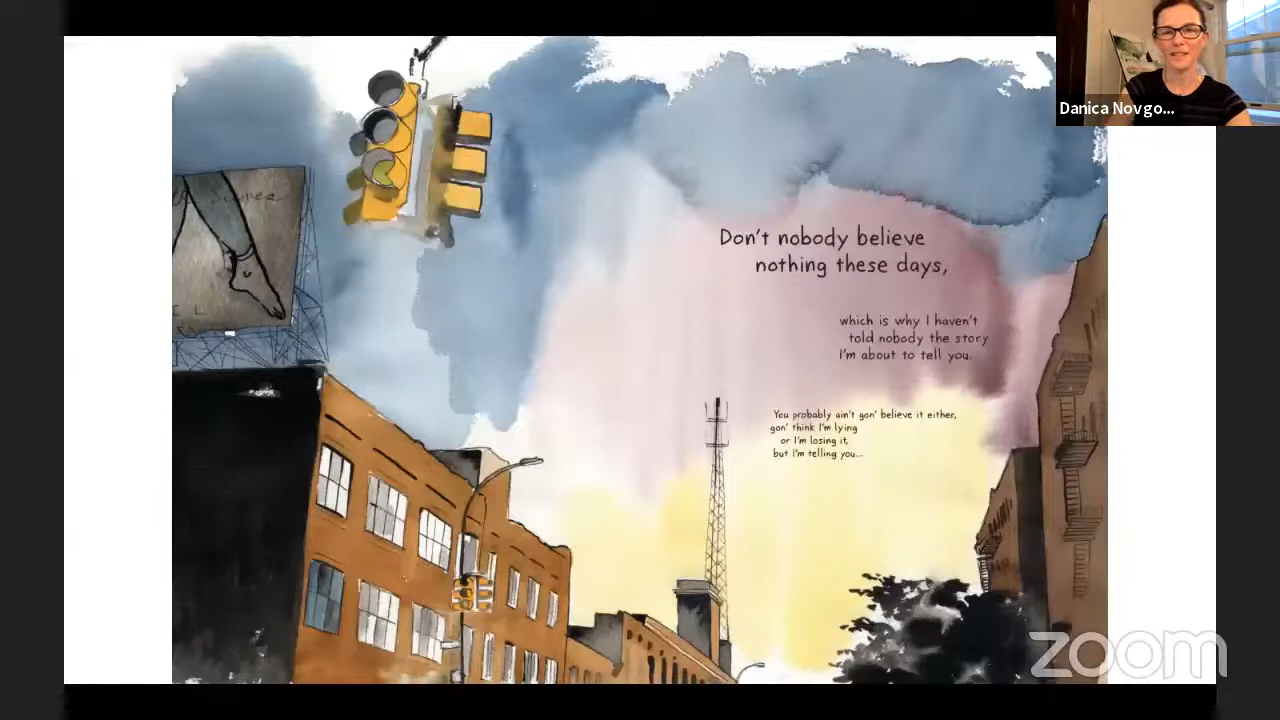 Danica Novgo...
Don't nobody believe
nothing these days,
which is why I haven't
told nobody the story
I'm about to tell you.
You probably ain't gon' believe it either,
gon' think I'm lying
or I'm losing it,
but I'm telling you...
zoom